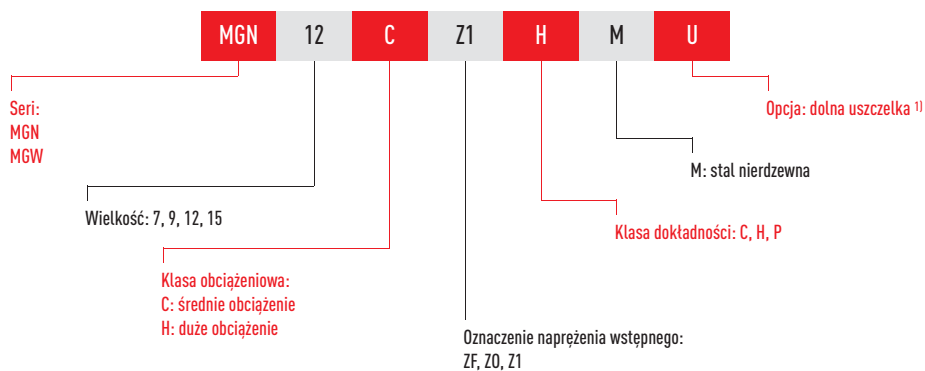 MGN 12 C Z1 H M U
Seri:
MGN
MGW
Opcja: dolna uszczelka 1)
M: stal nierdzewna
Wielkość: 7, 9, 12, 15
Klasa dokładności: C, H, P
Klasa obciążeniowa:
C: średnie obciążenie
H: duże obciążenie
Oznaczenie naprężenia wstępnego:
ZF, Z0, Z1